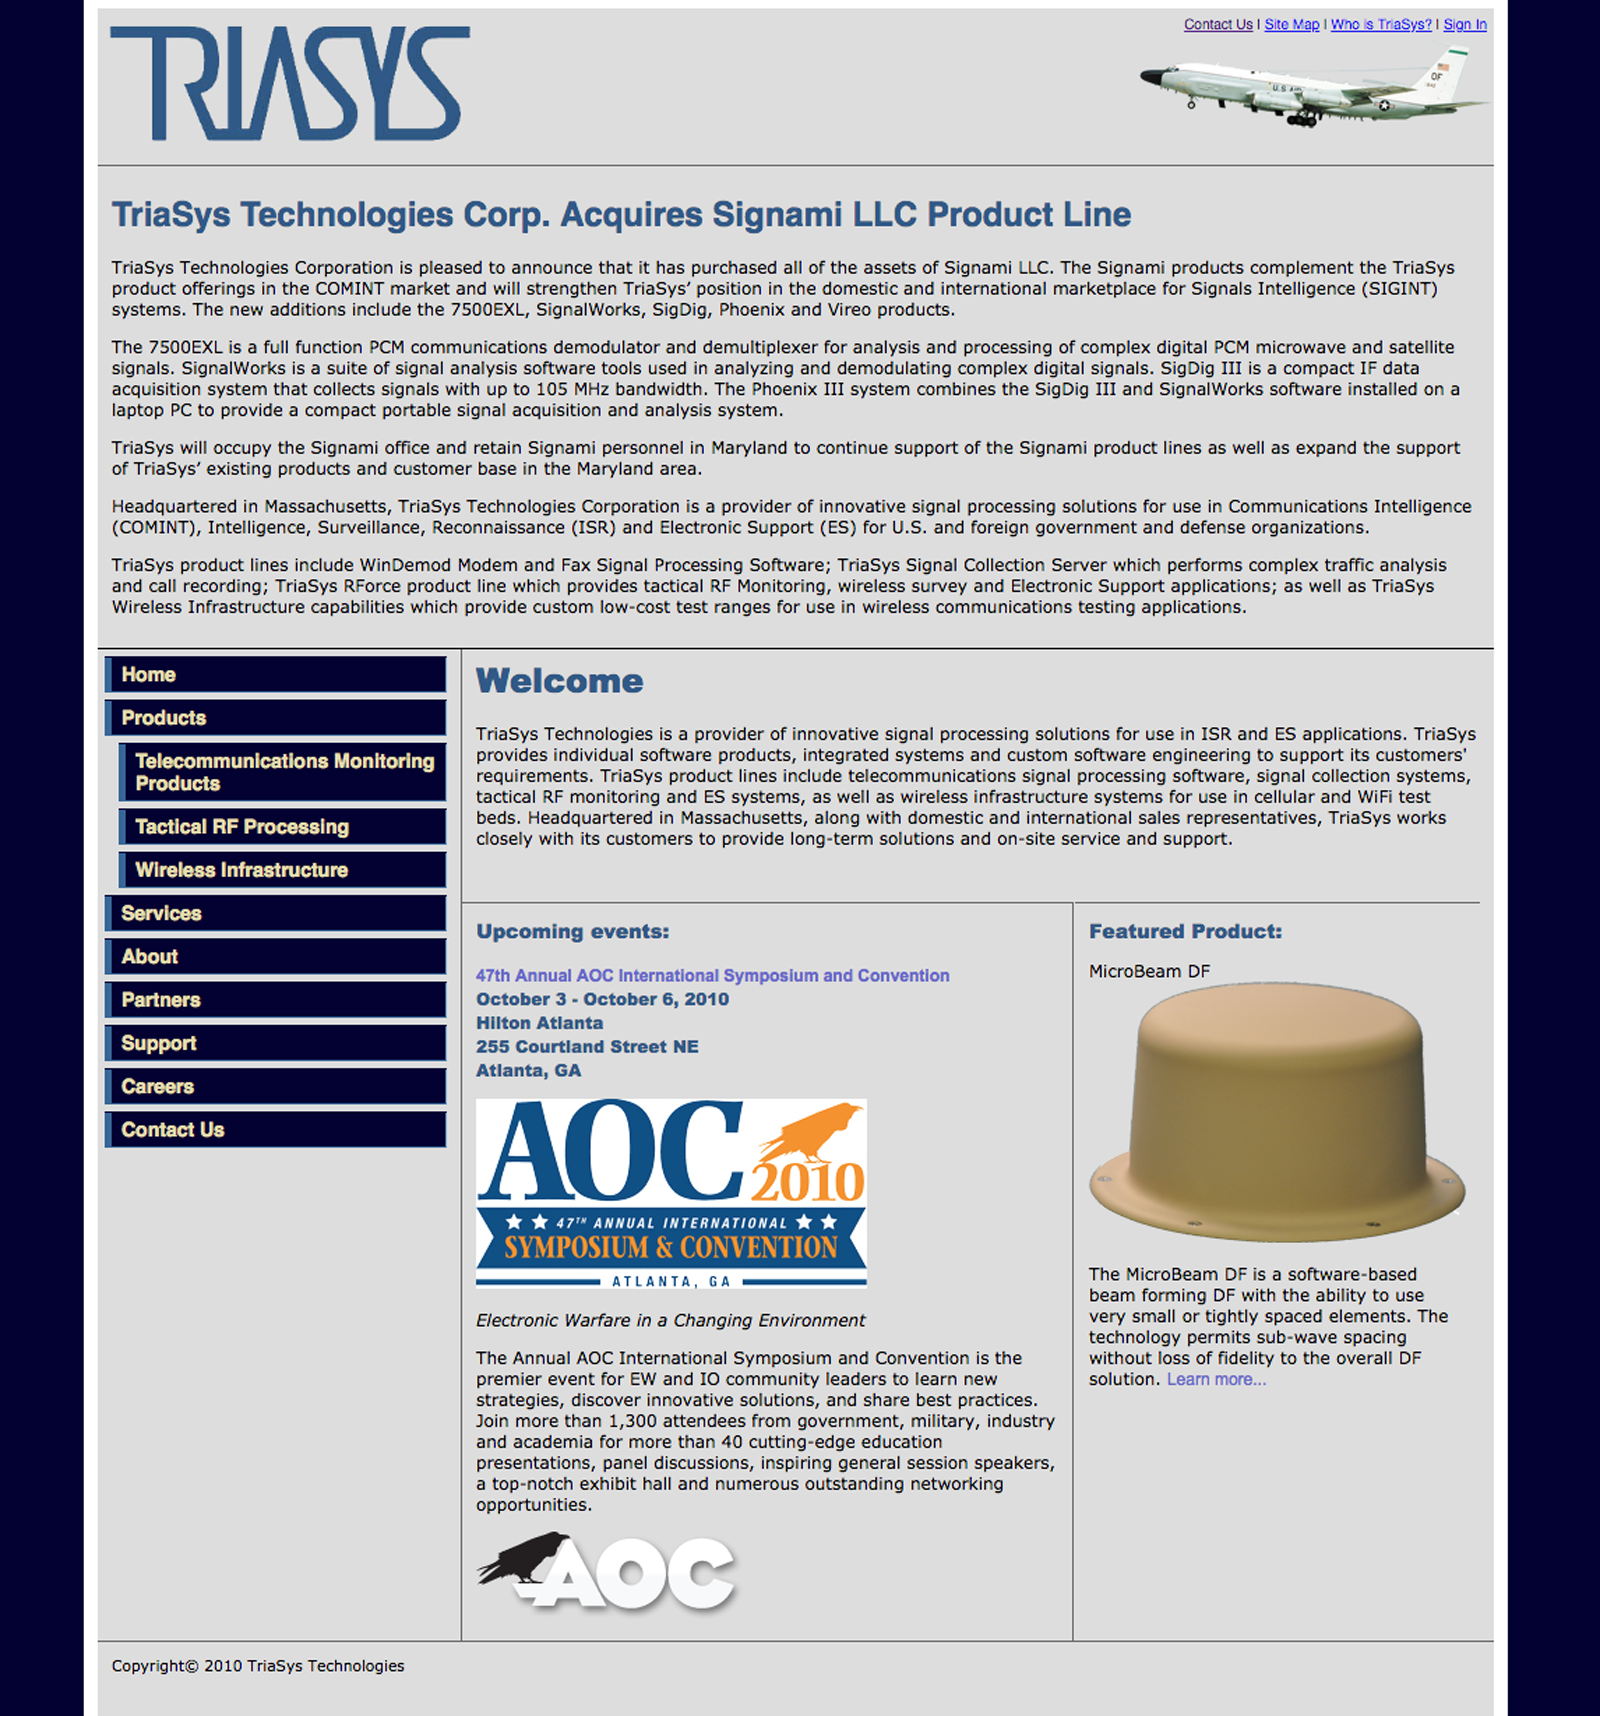 Contact Us | Site Map | Who is TriaSys? | Sign In
TRIASYS
U.S. AIR
OF
TriaSys Technologies Corp. Acquires Signami LLC Product Line
TriaSys Technologies Corporation is pleased to announce that it has purchased all of the assets of Signami LLC. The Signami products complement the TriaSys
product offerings in the COMINT market and will strengthen TriaSys’ position in the domestic and international marketplace for Signals Intelligence (SIGINT)
systems. The new additions include the 7500EXL, SignalWorks, SigDig, Phoenix and Vireo products.
The 7500EXL is a full function PCM communications demodulator and demultiplexer for analysis and processing of complex digital PCM microwave and satellite
signals. SignalWorks is a suite of signal analysis software tools used in analyzing and demodulating complex digital signals. SigDig III is a compact IF data
acquisition system that collects signals with up to 105 MHz bandwidth. The Phoenix III system combines the SigDig III and SignalWorks software installed on a
laptop PC to provide a compact portable signal acquisition and analysis system.
TriaSys will occupy the Signami office and retain Signami personnel in Maryland to continue support of the Signami product lines as well as expand the support
of TriaSys’ existing products and customer base in the Maryland area.
Headquartered in Massachusetts, TriaSys Technologies Corporation is a provider of innovative signal processing solutions for use in Communications Intelligence
(COMINT), Intelligence, Surveillance, Reconnaissance (ISR) and Electronic Support (ES) for U.S. and foreign government and defense organizations.
TriaSys product lines include WinDemod Modem and Fax Signal Processing Software; TriaSys Signal Collection Server which performs complex traffic analysis
and call recording; TriaSys RForce product line which provides tactical RF Monitoring, wireless survey and Electronic Support applications; as well as TriaSys
Wireless Infrastructure capabilities which provide custom low-cost test ranges for use in wireless communications testing applications.
Home
Products
Telecommunications Monitoring
Products
Tactical RF Processing
Wireless Infrastructure
Services
About
Partners
Support
Careers
Contact Us
Welcome
TriaSys Technologies is a provider of innovative signal processing solutions for use in ISR and ES applications. TriaSys
provides individual software products, integrated systems and custom software engineering to support its customers'
requirements. TriaSys product lines include telecommunications signal processing software, signal collection systems,
tactical RF monitoring and ES systems, as well as wireless infrastructure systems for use in cellular and WiFi test
beds. Headquartered in Massachusetts, along with domestic and international sales representatives, TriaSys works
closely with its customers to provide long-term solutions and on-site service and support.
Upcoming events:
47th Annual AOC International Symposium and Convention
October 3 - October 6, 2010
Hilton Atlanta
255 Courtland Street NE
Atlanta, GA
AOC
2010
47TH ANNUAL INTERNATIONAL
SYMPOSIUM & CONVENTION
ATLANTA, GA
Electronic Warfare in a Changing Environment
The Annual AOC International Symposium and Convention is the
premier event for EW and IO community leaders to learn new
strategies, discover innovative solutions, and share best practices.
Join more than 1,300 attendees from government, military, industry
and academia for more than 40 cutting-edge education
presentations, panel discussions, inspiring general session speakers,
a top-notch exhibit hall and numerous outstanding networking
opportunities.
AOC
Featured Product:
MicroBeam DF
The MicroBeam DF is a software-based
beam forming DF with the ability to use
very small or tightly spaced elements. The
technology permits sub-wave spacing
without loss of fidelity to the overall DF
solution. Learn more...
Copyright© 2010 TriaSys Technologies